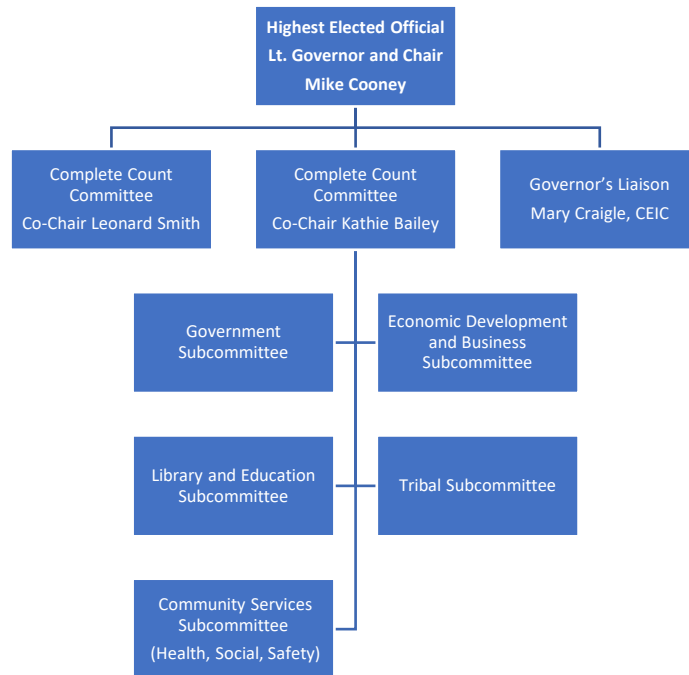 Highest Elected Official
Lt. Governor and Chair
Mike Cooney
Complete Count
Committee
Co-Chair Leonard Smith
Complete Count
Committee
Co-Chair Kathie Bailey
Governor’s Liaison
Mary Craigle, CEIC
Government
Subcommittee
Economic Development
and Business
Subcommittee
Library and Education
Subcommittee
Tribal Subcommittee
Community Services
Subcommittee
(Health, Social, Safety)